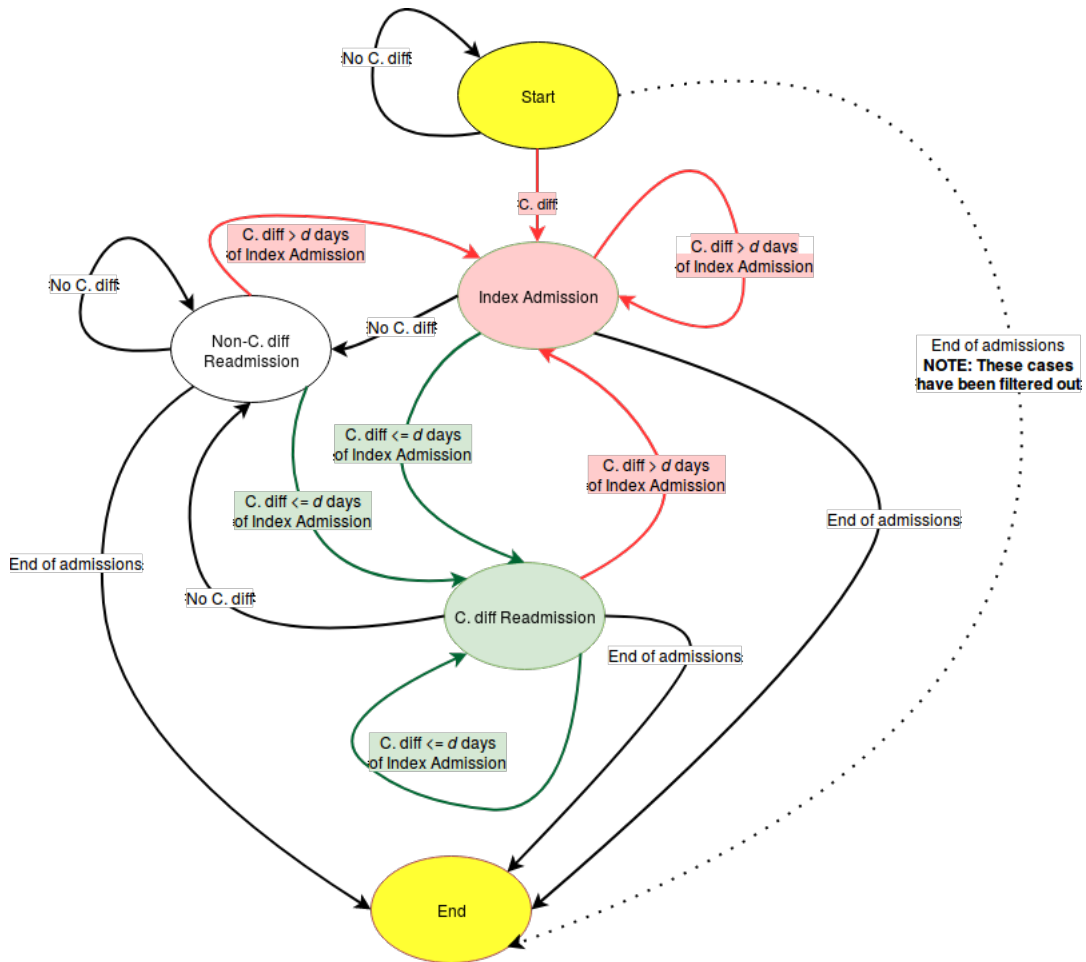 No C. diff
Start
C. diff
C. diff > d days
of Index Admission
C. diff > d days
of Index Admission
No C. diff
Index Admission
No C. diff
Non-C. diff
Readmission
End of admissions
NOTE: These cases
have been filtered out
C. diff <= d days
of Index Admission
C. diff > d days
of Index Admission
C. diff <= d days
of Index Admission
End of admissions
End of admissions
No C. diff
C. diff Readmission
End of admissions
C. diff <= d days
of Index Admission
End